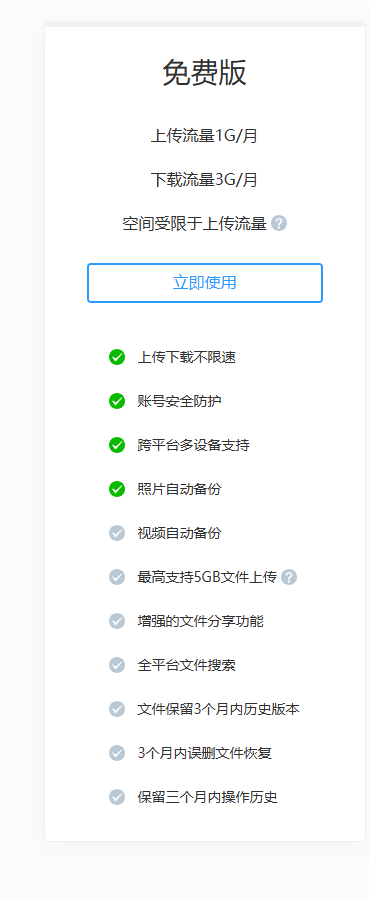 免费版
上传流量1G/月
下载流量3G/月
空间受限于上传流量 ?
立即使用
上传下载不限速
账号安全防护
跨平台多设备支持
照片自动备份
视频自动备份
最高支持5GB文件上传 ?
增强的文件分享功能
全平台文件搜索
文件保留3个月内历史版本
3个月内误删文件恢复
保留三个月内操作历史